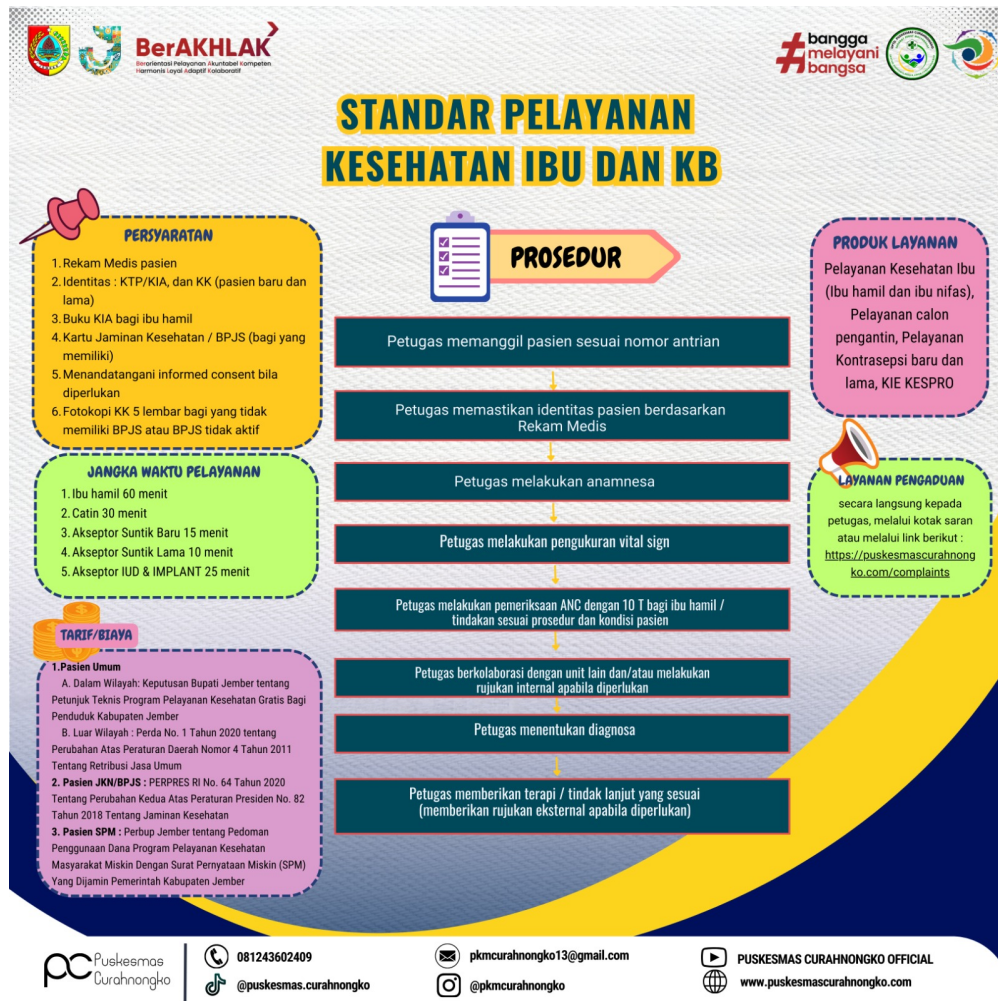 BerAKHLAK
Berorientasi Pelayanan Akuntabel Kompeten
Harmonis Loyal Adaptif Kolaboratif
#bangga
melayani
bangsa
STANDAR PELAYANAN
KESEHATAN IBU DAN KB
PERSYARATAN
1. Rekam Medis pasien
2. Identitas : KTP/KIA, dan KK (pasien baru dan
lama)
3. Buku KIA bagi ibu hamil
4. Kartu Jaminan Kesehatan / BPJS (bagi yang
memiliki)
5. Menandatangani informed consent bila
diperlukan
6. Fotokopi KK 5 lembar bagi yang tidak
memiliki BPJS atau BPJS tidak aktif
JANGKA WAKTU PELAYANAN
1. Ibu hamil 60 menit
2. Catin 30 menit
3. Akseptor Suntik Baru 15 menit
4. Akseptor Suntik Lama 10 menit
5. Akseptor IUD & IMPLANT 25 menit
TARIF/BIAYA
1.Pasien Umum
A. Dalam Wilayah: Keputusan Bupati Jember tentang
Petunjuk Teknis Program Pelayanan Kesehatan Gratis Bagi
Penduduk Kabupaten Jember
B. Luar Wilayah : Perda No. 1 Tahun 2020 tentang
Perubahan Atas Peraturan Daerah Nomor 4 Tahun 2011
Tentang Retribusi Jasa Umum
2. Pasien JKN/BPJS : PERPRES RI No. 64 Tahun 2020
Tentang Perubahan Kedua Atas Peraturan Presiden No. 82
Tahun 2018 Tentang Jaminan Kesehatan
3. Pasien SPM : Perbup Jember tentang Pedoman
Penggunaan Dana Program Pelayanan Kesehatan
Masyarakat Miskin Dengan Surat Pernyataan Miskin (SPM)
Yang Dijamin Pemerintah Kabupaten Jember
PROSEDUR
Petugas memanggil pasien sesuai nomor antrian
Petugas memastikan identitas pasien berdasarkan
Rekam Medis
Petugas melakukan anamnesa
Petugas melakukan pengukuran vital sign
Petugas melakukan pemeriksaan ANC dengan 10 T bagi ibu hamil /
tindakan sesuai prosedur dan kondisi pasien
Petugas berkolaborasi dengan unit lain dan/atau melakukan
rujukan internal apabila diperlukan
Petugas menentukan diagnosa
Petugas memberikan terapi / tindak lanjut yang sesuai
(memberikan rujukan eksternal apabila diperlukan)
PRODUK LAYANAN
Pelayanan Kesehatan Ibu
(Ibu hamil dan ibu nifas),
Pelayanan calon
pengantin, Pelayanan
Kontrasepsi baru dan
lama, KIE KESPRO
LAYANAN PENGADUAN
secara langsung kepada
petugas, melalui kotak saran
atau melalui link berikut :
https://puskesmascurahnong
ko.com/complaints
PC Puskesmas
Curahnongko
081243602409
@puskesmas.curahnongko
pkmcurahnongko13@gmail.com
@pkmcurahnongko
PUSKESMAS CURAHNONGKO OFFICIAL
www.puskesmascurahnongko.com